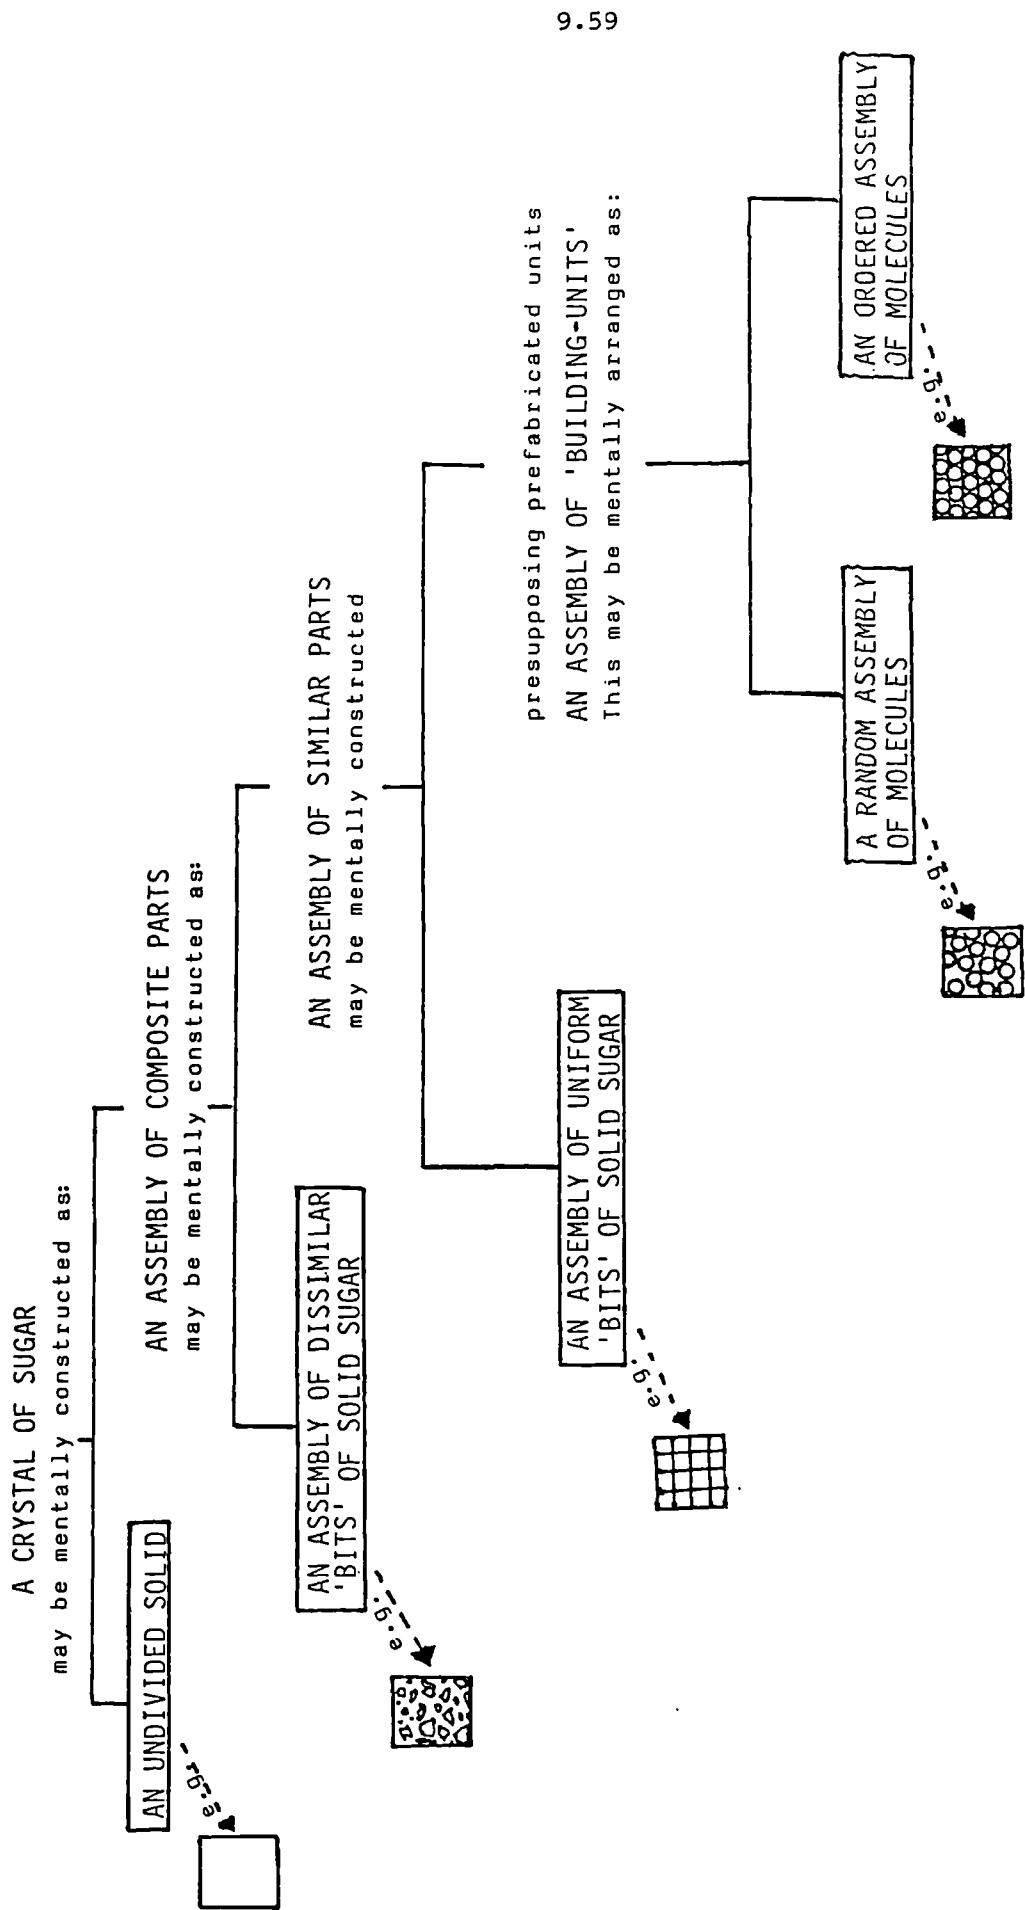 9.59
A CRYSTAL OF SUGAR
may be mentally constructed as:
AN UNDIVIDED SOLID
e.g.
AN ASSEMBLY OF COMPOSITE PARTS
may be mentally constructed as:
AN ASSEMBLY OF DISSIMILAR
'BITS' OF SOLID SUGAR
e.g.
AN ASSEMBLY OF SIMILAR PARTS
may be mentally constructed
AN ASSEMBLY OF UNIFORM
'BITS' OF SOLID SUGAR
e.g.
presupposing prefabricated units
AN ASSEMBLY OF 'BUILDING-UNITS'
This may be mentally arranged as:
A RANDOM ASSEMBLY
OF MOLECULES
e.g.
AN ORDERED ASSEMBLY
OF MOLECULES
e.g.